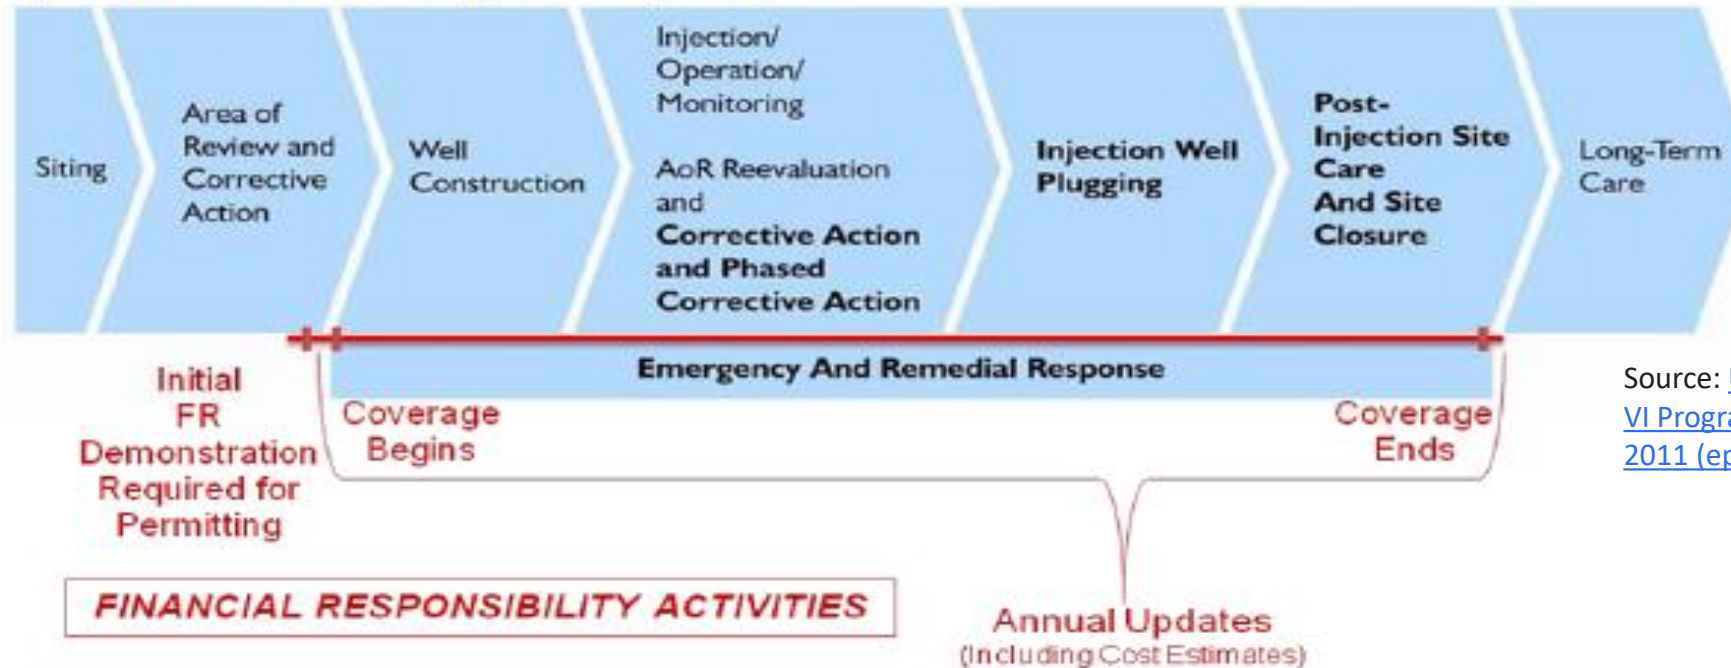 Siting
Area of
Review and
Corrective
Action
Well
Construction
Injection/
Operation/
Monitoring
AoR Reevaluation
and
Corrective Action
and Phased
Corrective Action
Injection Well
Plugging
Post-
Injection Site
Care
And Site
Closure
Long-Term
Care
Emergency And Remedial Response
Initial
FR
Demonstration
Required for
Permitting
Coverage
Begins
Coverage
Ends
Source:
VI Progra
2011 (ep
FINANCIAL RESPONSIBILITY ACTIVITIES
Annual Updates
(Including Cost Estimates)